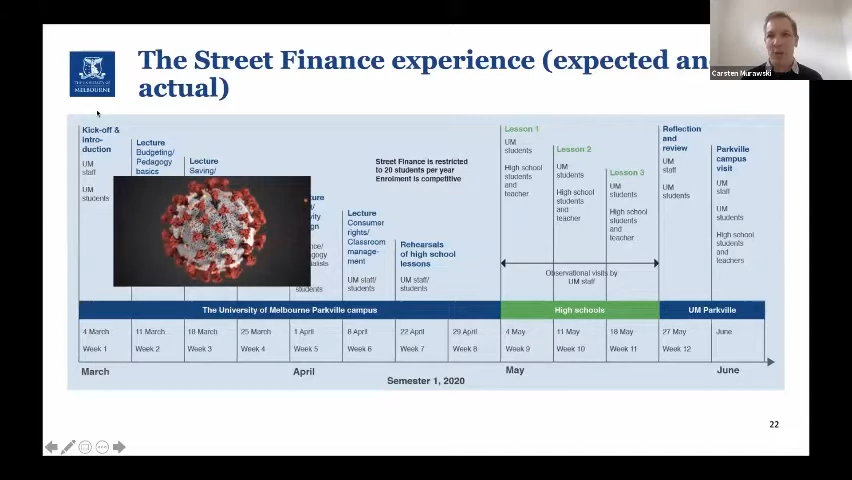 The Street Finance experience (expected an
actual)
THE UNIVERSITY OF
MELBOURNE
Carsten Murawski
Kick-off &
intro-
duction
UM
staff
UM
students
Lecture
Budgeting/
Pedagogy
basics
Lecture
Saving/
students
Lecture
Consumer
rights/
Classroom
manage-
ment
UM staff/
students
Rehearsals
of high school
lessons
UM staff/
students
Street Finance is restricted
to 20 students per year
Enrolment is competitive
Lesson 1
UM
students
High school
students
and
teacher
Lesson 2
UM
students
High school
students
and
teacher
Lesson 3
UM
students
High school
students
and
teacher
Observational visits by
UM staff
Reflection
and
review
UM
staff
UM
students
Parkville
campus
visit
UM
staff
UM
students
High school
students
and
teachers
The University of Melbourne Parkville campus
High schools
UM Parkville
4 March
11 March
18 March
25 March
1 April
8 April
22 April
29 April
4 May
11 May
18 May
27 May
June
Week 1
Week 2
Week 3
Week 4
Week 5
Week 6
Week 7
Week 8
Week 9
Week 10
Week 11
Week 12
March
April
May
June
Semester 1, 2020
22